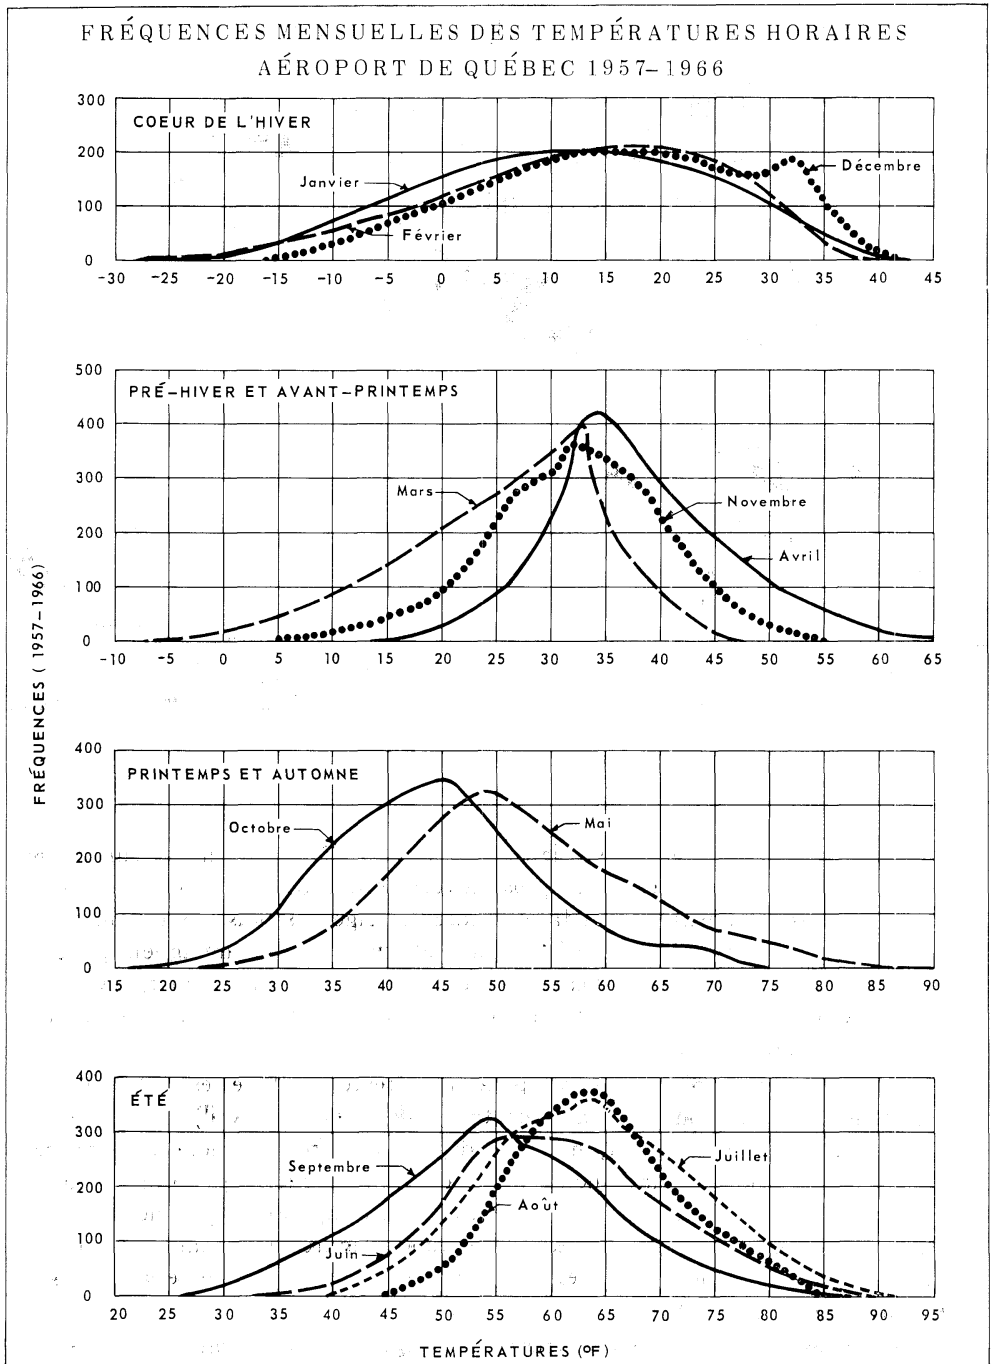 FRÉQUENCES MENSUELLES DES TEMPÉRATURES HORAIRES
AÉROPORT DE QUÉBEC 1957–1966
FRÉQUENCES (1957–1966)
300
200
100
0
COEUR DE L'HIVER
Janvier
Février
Décembre
-30 -25 -20 -15 -10 -5 0 5 10 15 20 25 30 35 40 45
500
400
300
200
100
0
PRÉ–HIVER ET AVANT–PRINTEMPS
Mars
Novembre
Avril
-10 -5 0 5 10 15 20 25 30 35 40 45 50 55 60 65
400
300
200
100
0
PRINTEMPS ET AUTOMNE
Octobre
Mai
15 20 25 30 35 40 45 50 55 60 65 70 75 80 85 90
400
300
200
100
0
ÉTÉ
Septembre
Juillet
Août
Juin
20 25 30 35 40 45 50 55 60 65 70 75 80 85 90 95
TEMPÉRATURES (°F)